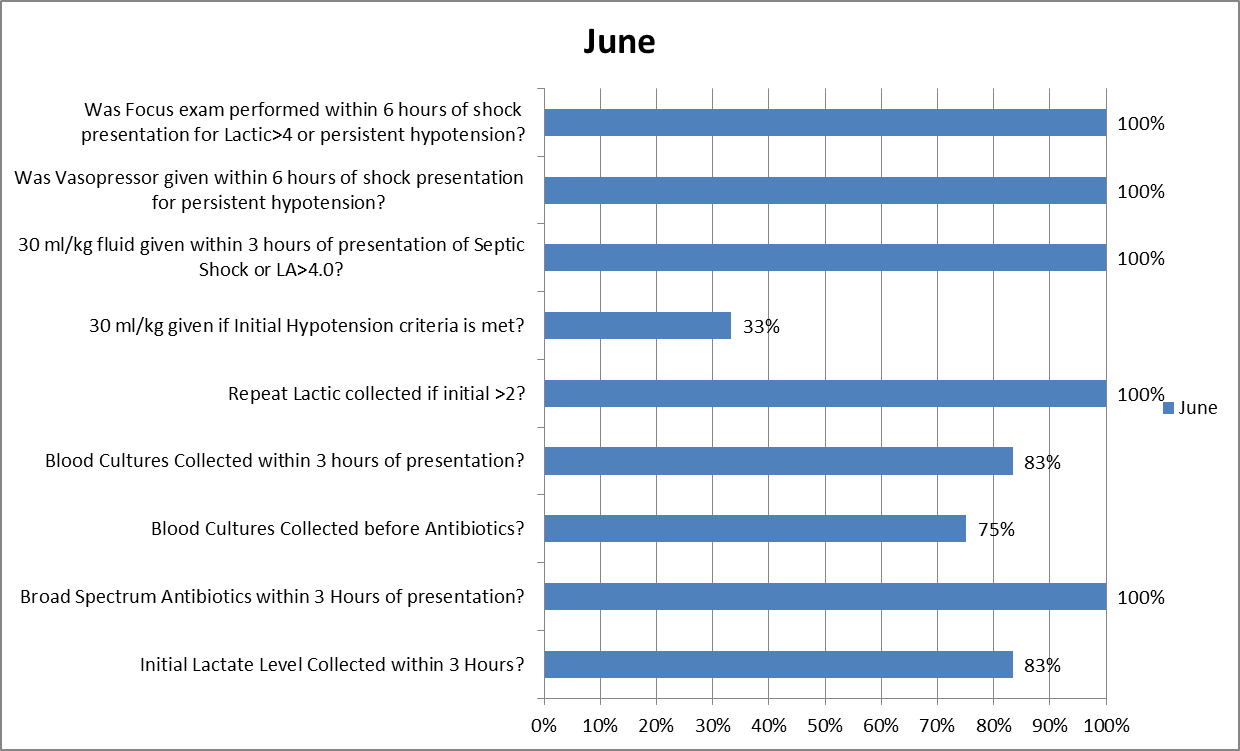 June
Was Focus exam performed within 6 hours of shock
presentation for Lactic>4 or persistent hypotension?
100%
Was Vasopressor given within 6 hours of shock presentation
for persistent hypotension?
100%
30 ml/kg fluid given within 3 hours of presentation of Septic
Shock or LA>4.0?
100%
30 ml/kg given if Initial Hypotension criteria is met?
33%
Repeat Lactic collected if initial >2?
100%
June
Blood Cultures Collected within 3 hours of presentation?
83%
Blood Cultures Collected before Antibiotics?
75%
Broad Spectrum Antibiotics within 3 Hours of presentation?
100%
Initial Lactate Level Collected within 3 Hours?
83%
0% 10% 20% 30% 40% 50% 60% 70% 80% 90% 100%